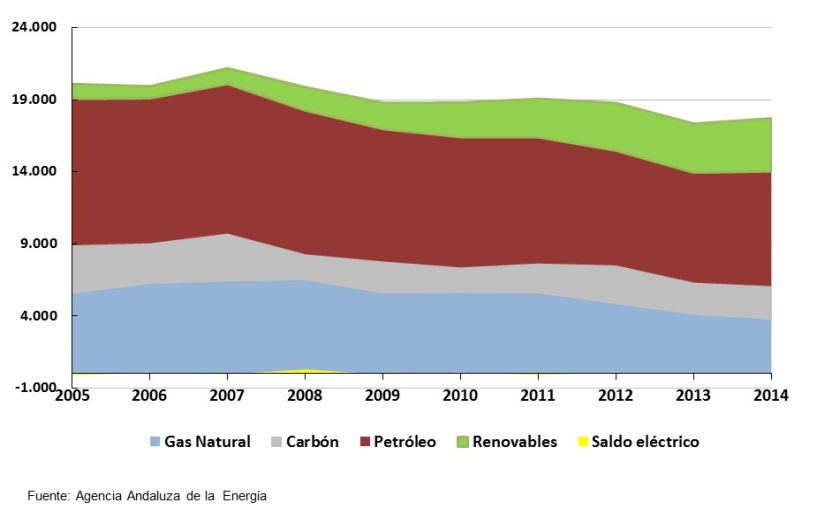 24.000
19.000
14.000
9.000
4.000
-1.000
2005 2006 2007 2008 2009 2010 2011 2012 2013 2014
Gas Natural Carbón Petróleo Renovables Saldo eléctrico
Fuente: Agencia Andaluza de la Energía